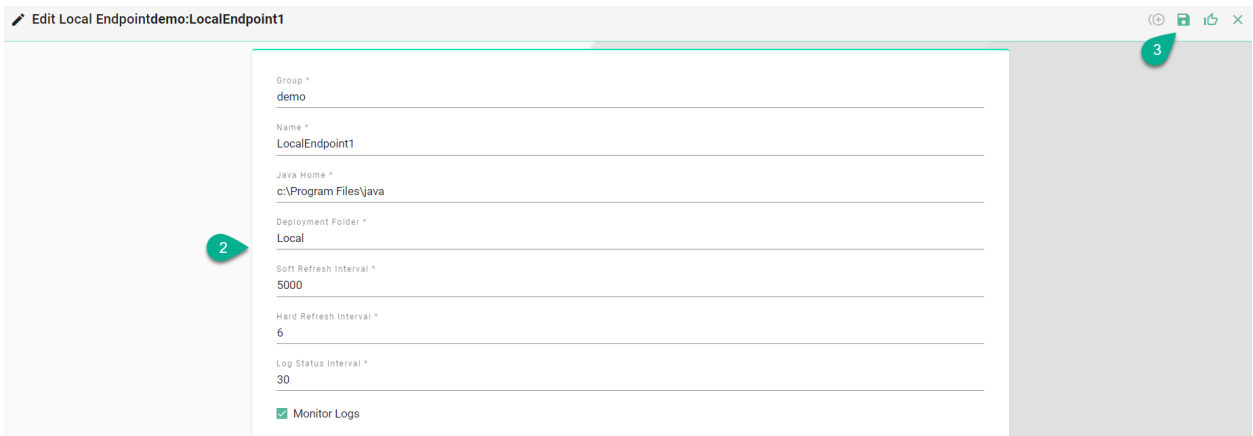 Edit Local Endpointdemo:LocalEndpoint1
3
Group *
demo
Name *
LocalEndpoint1
Java Home *
c:\Program Files\java
Deployment Folder *
Local
2
Soft Refresh Interval *
5000
Hard Refresh Interval *
6
Log Status Interval *
30
Monitor Logs